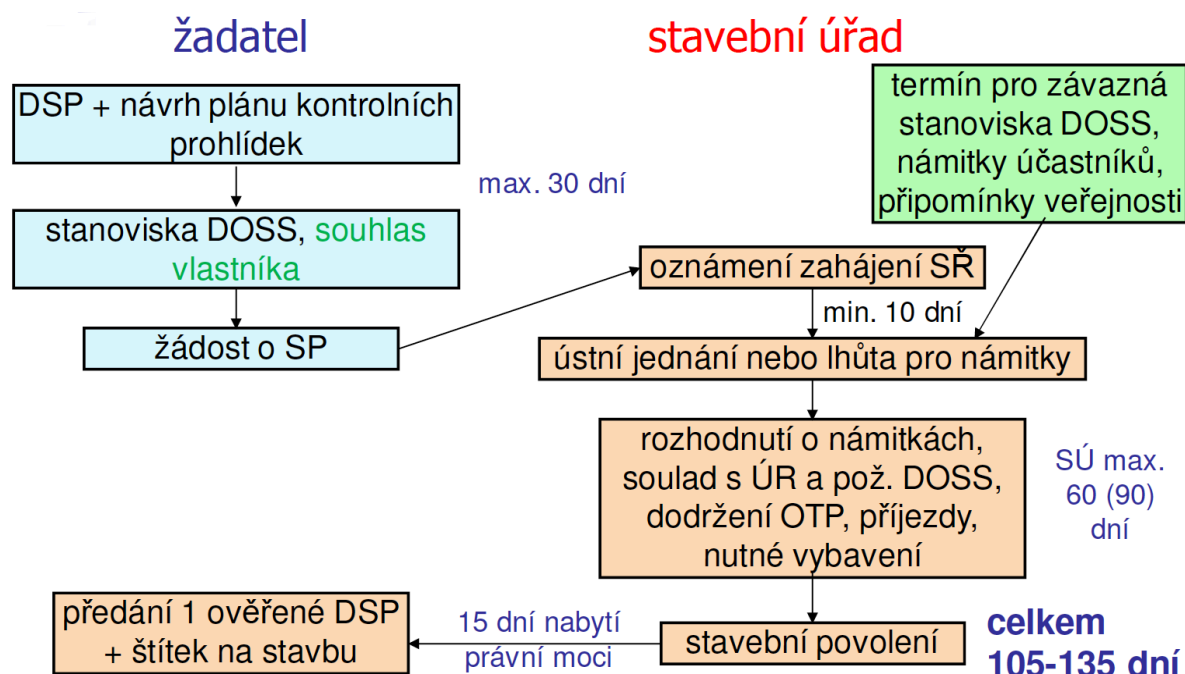 žadatel
stavební úřad
DSP + návrh plánu kontrolních
prohlídek
max. 30 dní
stanoviska DOSS, souhlas
vlastníka
žádost o SP
termín pro závazná
stanoviska DOSS,
námitky účastníků,
připomínky veřejnosti
oznámení zahájení SŘ
min. 10 dní
ústní jednání nebo lhůta pro námitky
rozhodnutí o námitkách,
soulad s ÚR a pož. DOSS,
dodržení OTP, příjezdy,
nutné vybavení
SÚ max.
60 (90)
dní
stavební povolení
15 dní nabytí
právní moci
předání 1 ověřené DSP
+ štítek na stavbu
celkem
105-135 dní